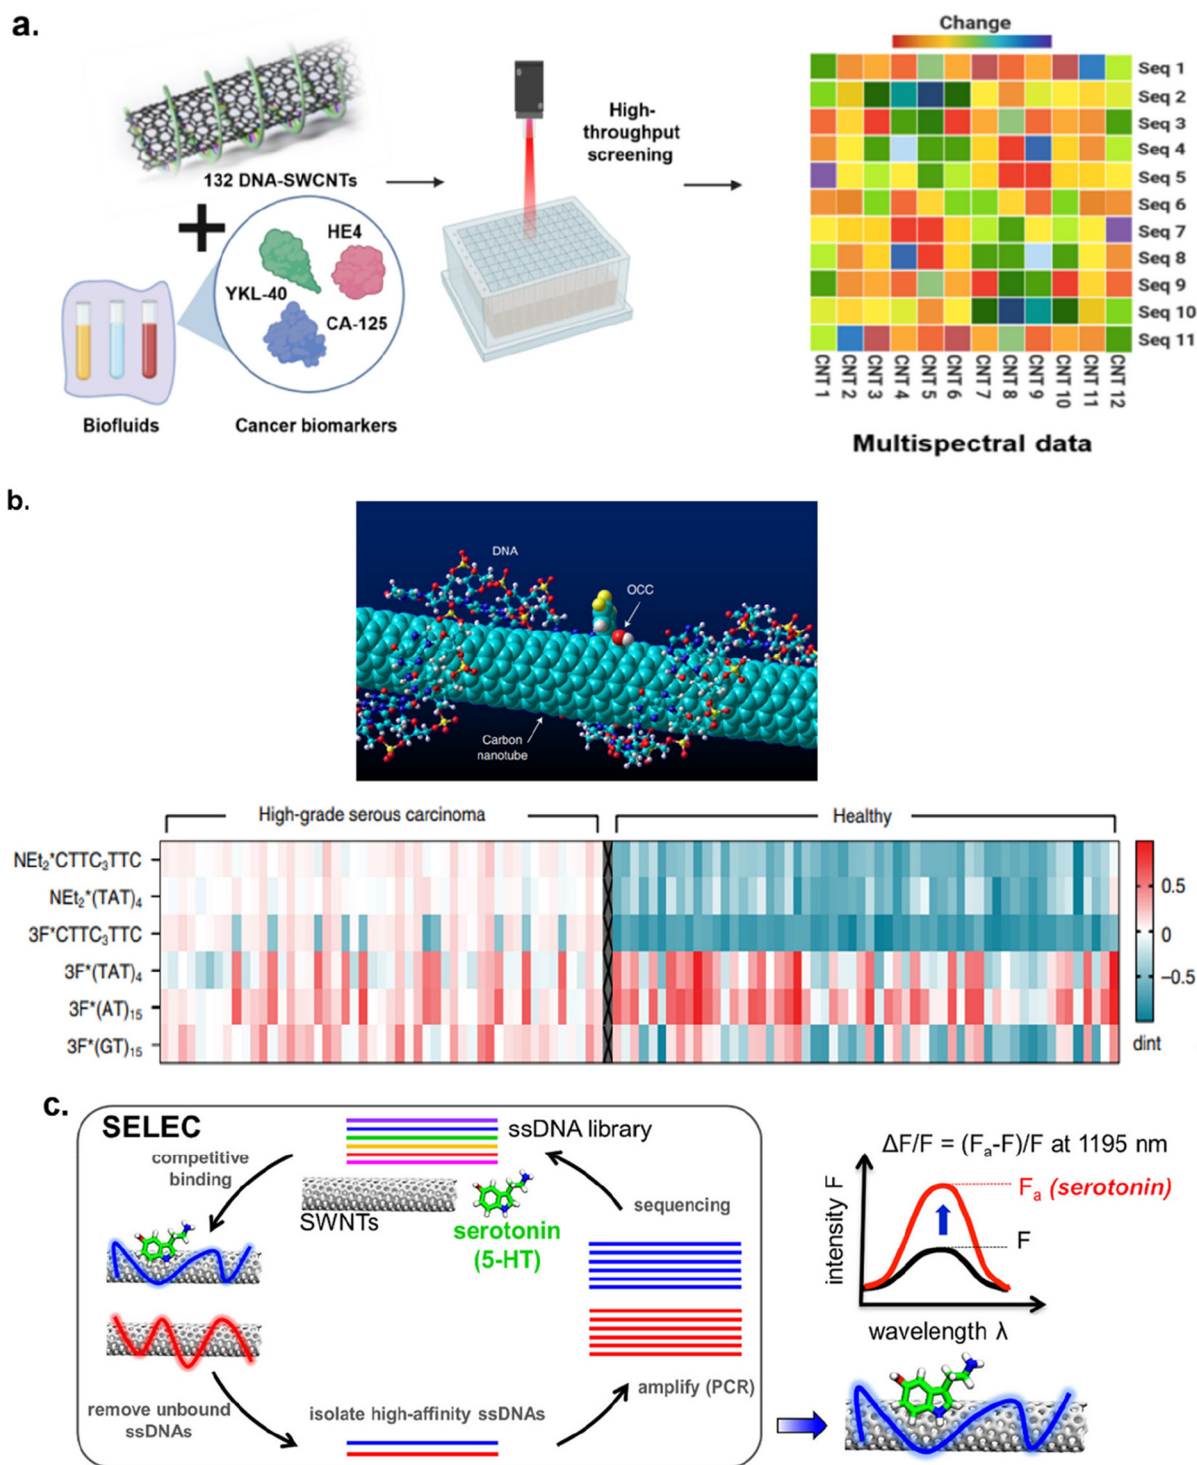 a.
132 DNA-SWCNTs
HE4
YKL-40
CA-125
Biofluids
Cancer biomarkers
High-
throughput
screening
Change
Seq 1
Seq 2
Seq 3
Seq 4
Seq 5
Seq 6
Seq 7
Seq 8
Seq 9
Seq 10
Seq 11
CNT 1
CNT 2
CNT 3
CNT 4
CNT 5
CNT 6
CNT 7
CNT 8
CNT 9
CNT 10
CNT 11
CNT 12
Multispectral data
b.
DNA
OCC
Carbon
nanotube
High-grade serous carcinoma
Healthy
NEt₂*CTTC₃TTC
NEt₂*(TAT)₄
3F*CTTC₃TTC
3F*(TAT)₄
3F*(AT)₁₅
3F*(GT)₁₅
0.5
0
−0.5
dint
c.
SELEC
competitive
binding
ssDNA library
SWNTs
serotonin
(5-HT)
sequencing
remove unbound
ssDNAs
isolate high-affinity ssDNAs
amplify (PCR)
ΔF/F = (Fₐ-F)/F at 1195 nm
intensity F
Fₐ (serotonin)
F
wavelength λ